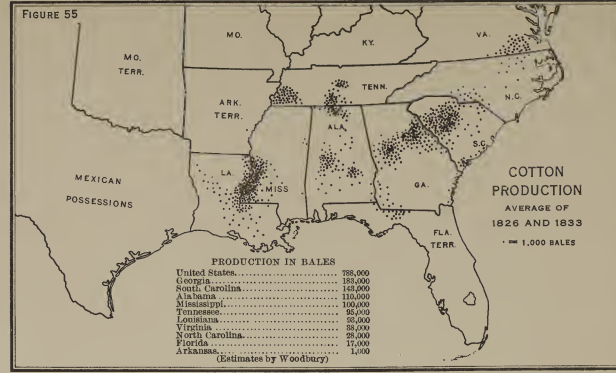 FIGURE 55
MO.
TERR.
MO.
KY.
VA.
ARK.
TERR.
TENN.
N.C.
ALA.
S.C.
LA.
MISS
GA.
MEXICAN
POSSESSIONS
FLA.
TERR.
COTTON
PRODUCTION
AVERAGE OF
1826 AND 1833
• = 1,000 BALES
PRODUCTION IN BALES
United States............ 788,000
Georgia............ 183,000
South Carolina............ 143,000
Alabama............ 110,000
Mississippi............ 100,000
Tennessee............ 95,000
Louisiana............ 93,000
Virginia............ 38,000
North Carolina............ 28,000
Florida............ 17,000
Arkansas............ 1,000
(Estimates by Woodbury)